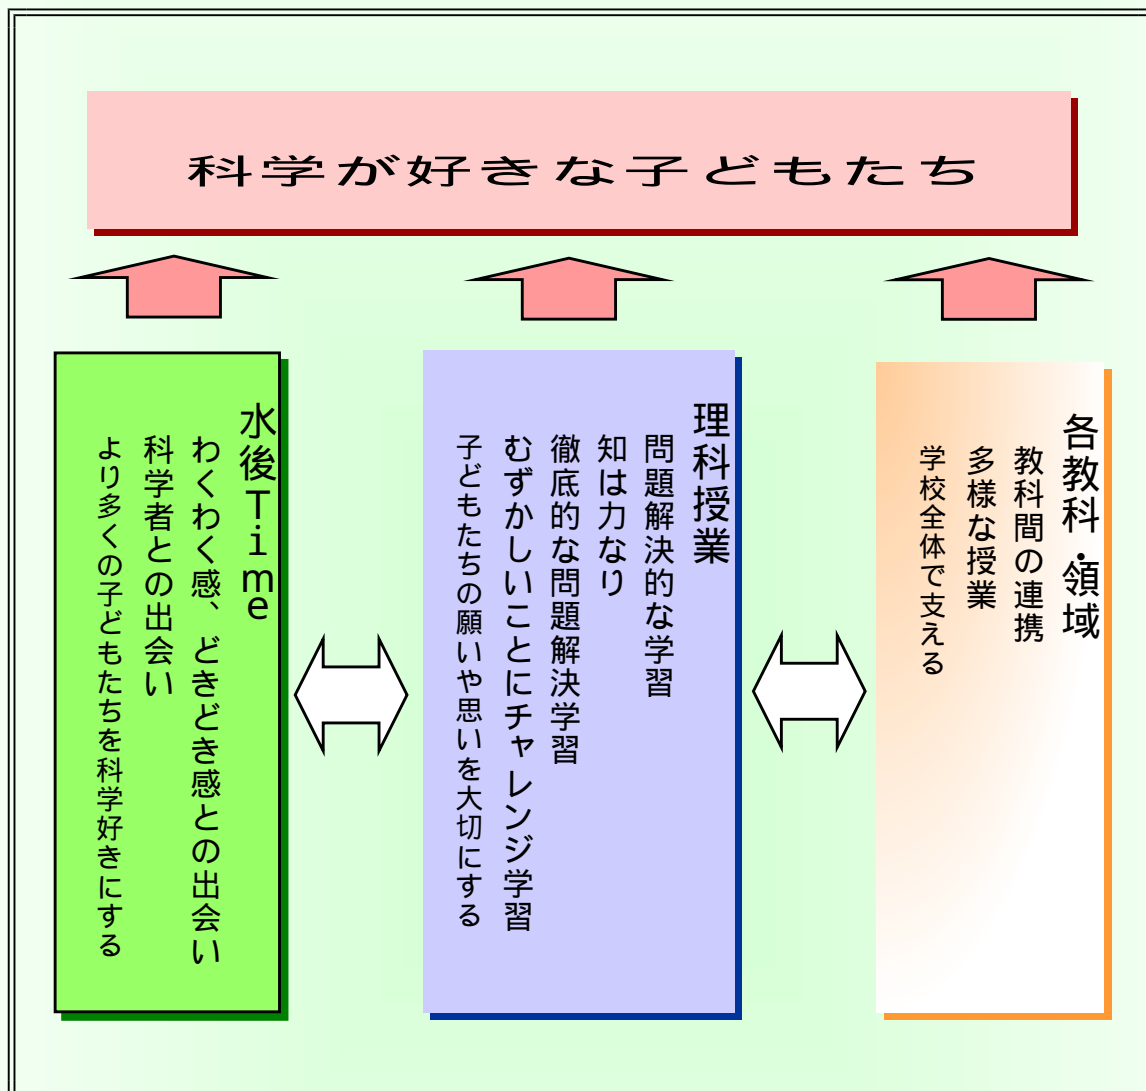 科学が好きな子どもたち
水後Ｔｉｍｅ
わくわく感、どきどき感との出会い
科学者との出会い
より多くの子どもたちを科学好きにする
理科授業
問題解決的な学習
知は力なり
徹底的な問題解決学習
むずかしいことにチャレンジ学習
子どもたちの願いや思いを大切にする
各教科・領域
教科間の連携
多様な授業
学校全体で支える